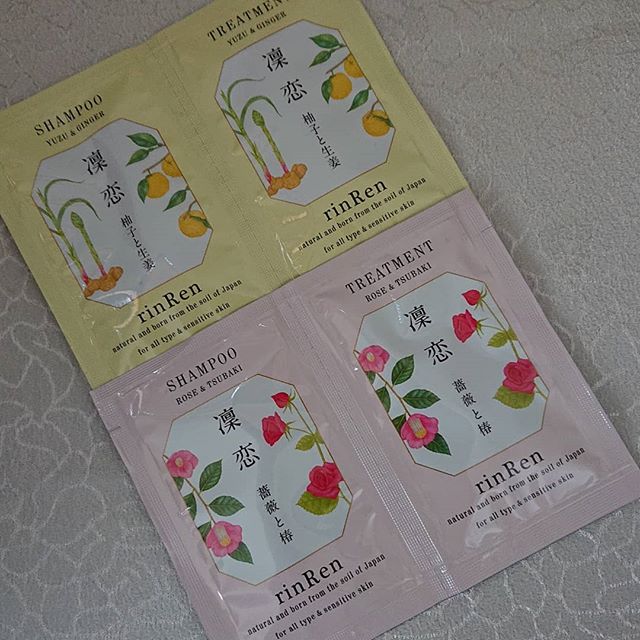 SHAMPOO
YUZU & GINGER
凜恋
柚子と生姜
rinRen
natural and born from the soil of Japan
for all type & sensitive skin
TREATMENT
YUZU & GINGER
凜恋
柚子と生姜
rinRen
natural and born from the soil of Japan
for all type & sensitive skin
SHAMPOO
ROSE & TSUBAKI
凜恋
薔薇と椿
rinRen
natural and born from the soil of Japan
for all type & sensitive skin
TREATMENT
ROSE & TSUBAKI
凜恋
薔薇と椿
rinRen
natural and born from the soil of Japan
for all type & sensitive skin